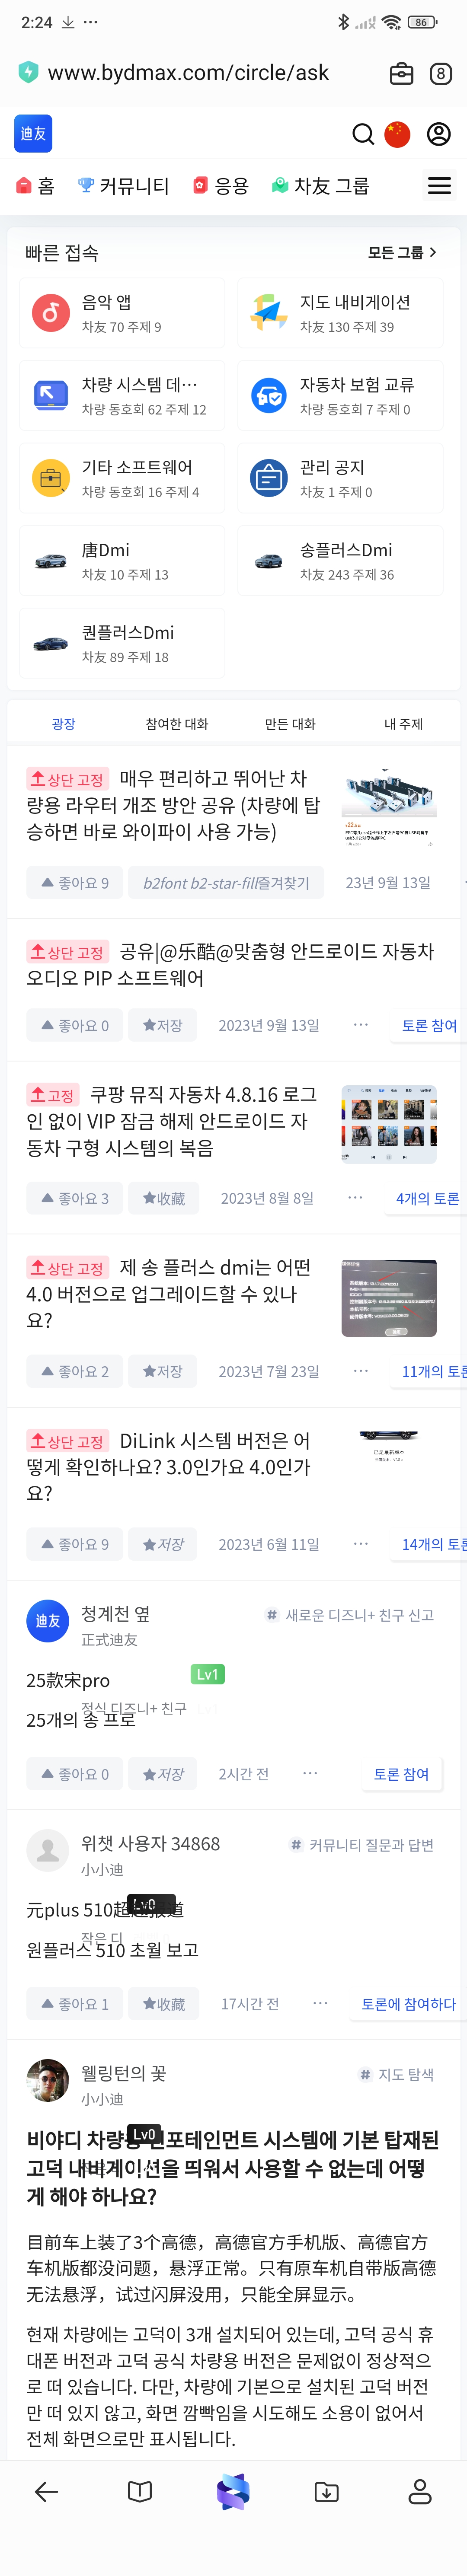 2:24
86
www.bydmax.com/circle/ask
8
迪友
홈
커뮤니티
응용
차友 그룹
빠른 접속
모든 그룹
음악 앱
차友 70 주제 9
지도 내비게이션
차友 130 주제 39
차량 시스템 데…
차량 동호회 62 주제 12
자동차 보험 교류
차량 동호회 7 주제 0
기타 소프트웨어
차량 동호회 16 주제 4
관리 공지
차友 1 주제 0
唐Dmi
차友 10 주제 13
송플러스Dmi
차友 243 주제 36
퀀플러스Dmi
차友 89 주제 18
광장
참여한 대화
만든 대화
내 주제
상단 고정 매우 편리하고 뛰어난 차
량용 라우터 개조 방안 공유 (차량에 탑
승하면 바로 와이파이 사용 가능)
좋아요 9
b2font b2-star-fill즐겨찾기
23년 9월 13일
상단 고정 공유|@乐酷@맞춤형 안드로이드 자동차
오디오 PIP 소프트웨어
좋아요 0
저장
2023년 9월 13일
···
토론 참여
고정 쿠팡 뮤직 자동차 4.8.16 로그
인 없이 VIP 잠금 해제 안드로이드 자
동차 구형 시스템의 복음
좋아요 3
收藏
2023년 8월 8일
···
4개의 토론
상단 고정 제 송 플러스 dmi는 어떤
4.0 버전으로 업그레이드할 수 있나
요?
좋아요 2
저장
2023년 7월 23일
···
11개의 토론
상단 고정 DiLink 시스템 버전은 어
떻게 확인하나요? 3.0인가요 4.0인가
요?
已是最新版本
좋아요 9
저장
2023년 6월 11일
···
14개의 토론
迪友
청계천 옆
# 새로운 디즈니+ 친구 신고
正式迪友
Lv1
25款宋pro
정식 디즈니+ 친구
25개의 송 프로
좋아요 0
저장
2시간 전
···
토론 참여
위챗 사용자 34868
# 커뮤니티 질문과 답변
小小迪
Lv0
元plus 510超速报道
작은 디
원플러스 510 초월 보고
좋아요 1
收藏
17시간 전
···
토론에 참여하다
웰링턴의 꽃
# 지도 탐색
小小迪
Lv0
비야디 차량용 인포테인먼트 시스템에 기본 탑재된
고덕 내비게이션을 띄워서 사용할 수 없는데 어떻
게 해야 하나요?
目前车上装了3个高德，高德官方手机版、高德官方
车机版都没问题，悬浮正常。只有原车机自带版高德
无法悬浮，试过闪屏没用，只能全屏显示。
현재 차량에는 고덕이 3개 설치되어 있는데, 고덕 공식 휴
대폰 버전과 고덕 공식 차량용 버전은 문제없이 정상적으
로 떠 있습니다. 다만, 차량에 기본으로 설치된 고덕 버전
만 떠 있지 않고, 화면 깜빡임을 시도해도 소용이 없어서
전체 화면으로만 표시됩니다.